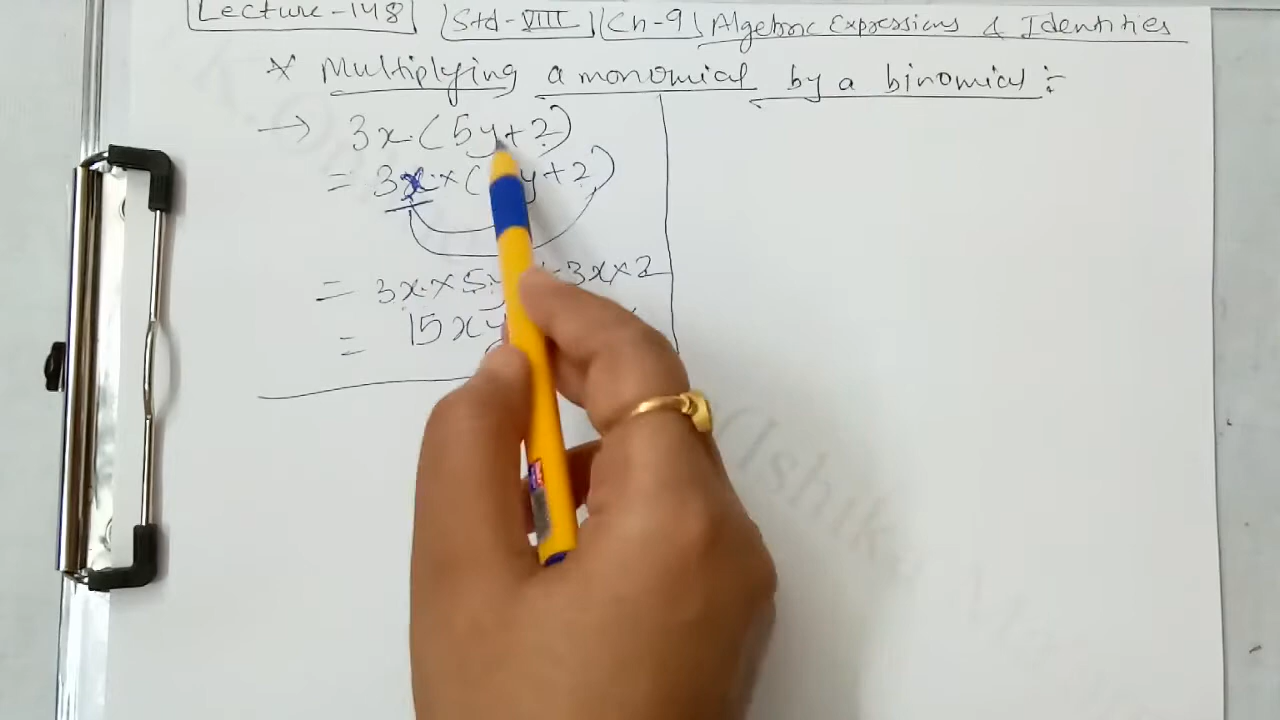 Lecture-148 Std-VIII Ch-9 Algebraic Expressions & Identities
* Multiplying a monomial by a binomial :-
→ 3x.(5y+2)
= 3x × ( y+2)
= 3x × 5y 3x×2
= 15xy